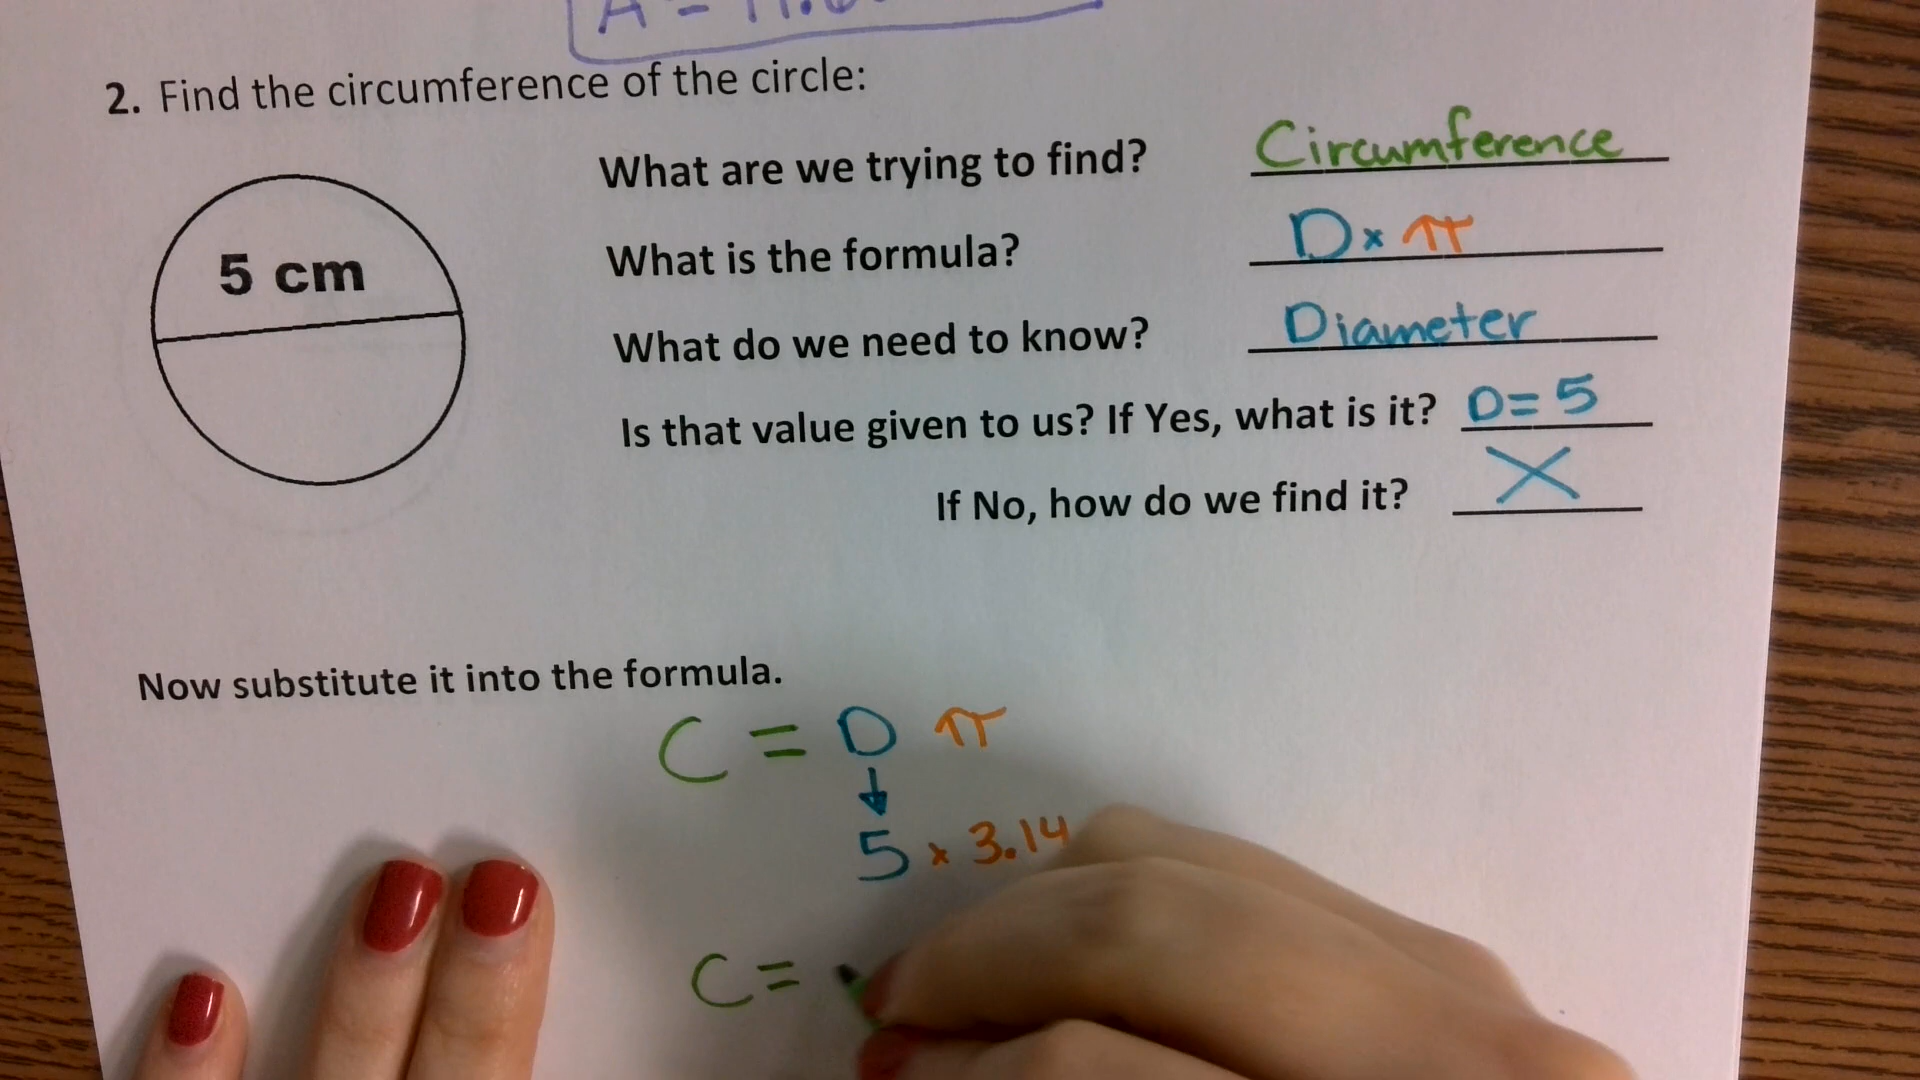 A = 11.
2. Find the circumference of the circle:
5 cm
What are we trying to find? Circumference
What is the formula? D x π
What do we need to know? Diameter
Is that value given to us? If Yes, what is it? D = 5
If No, how do we find it? X
Now substitute it into the formula.
C = D π
5 x 3.14
C =